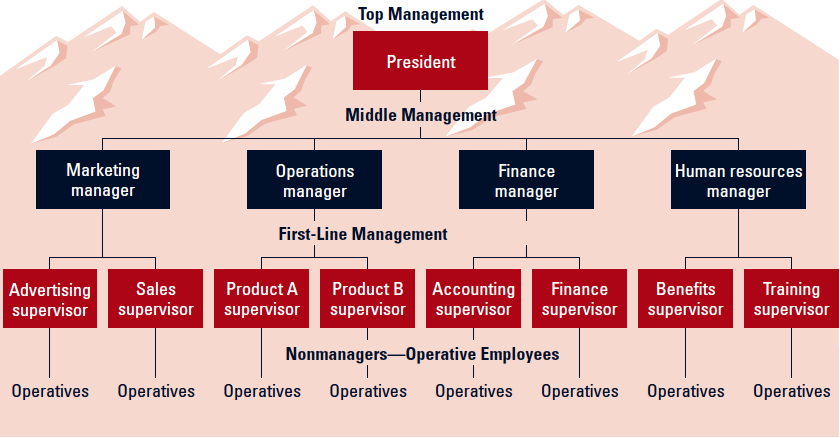 Top Management
President
Middle Management
Marketing
manager
Operations
manager
Finance
manager
Human resources
manager
First-Line Management
Advertising
supervisor
Sales
supervisor
Product A
supervisor
Product B
supervisor
Accounting
supervisor
Finance
supervisor
Benefits
supervisor
Training
supervisor
Nonmanagers—Operative Employees
Operatives
Operatives
Operatives
Operatives
Operatives
Operatives
Operatives
Operatives